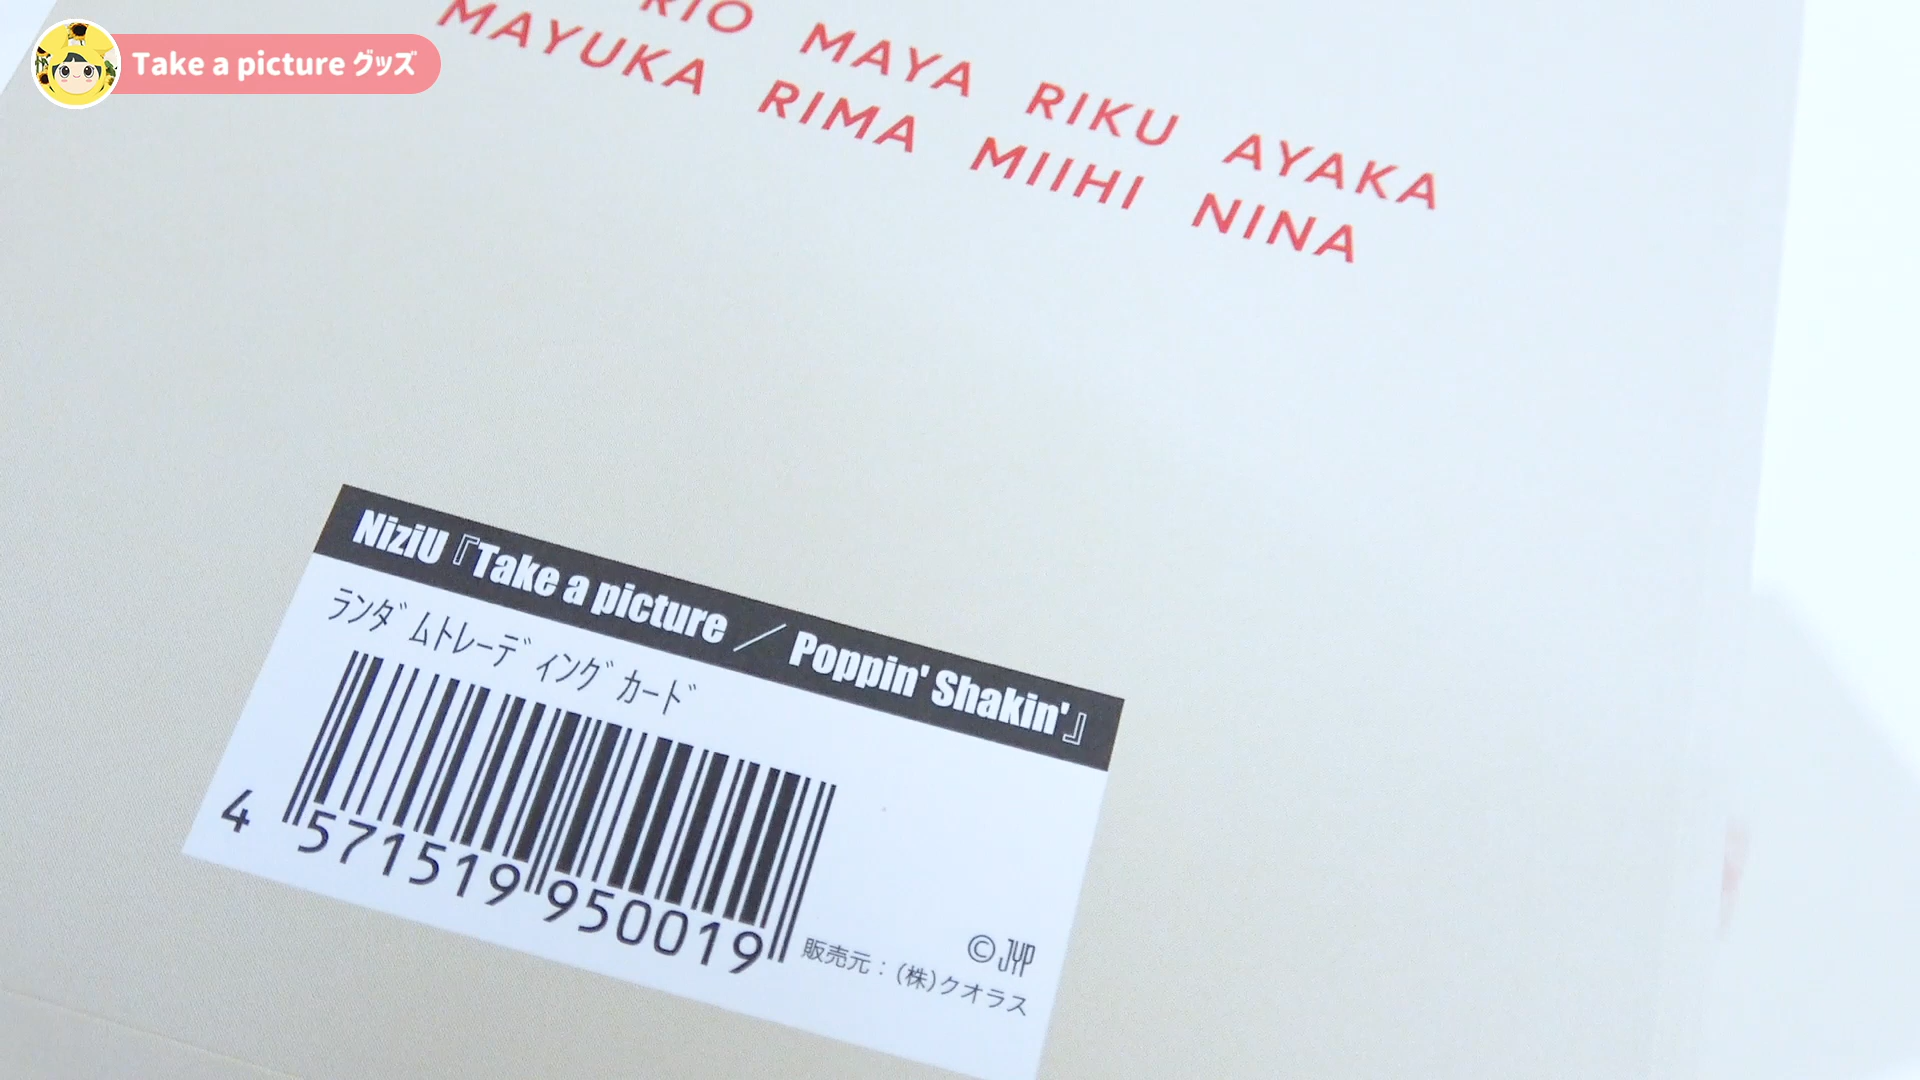 Take a picture グッズ
RIO MAYA RIKU AYAKA
MAYUKA RIMA MIIHI NINA
NiziU『Take a picture ／ Poppin' Shakin'』
ﾗﾝﾀﾞﾑﾄﾚｰﾃﾞｨﾝｸﾞｶｰﾄﾞ
4 571519 950019
© JYP
販売元：(株)クオラス